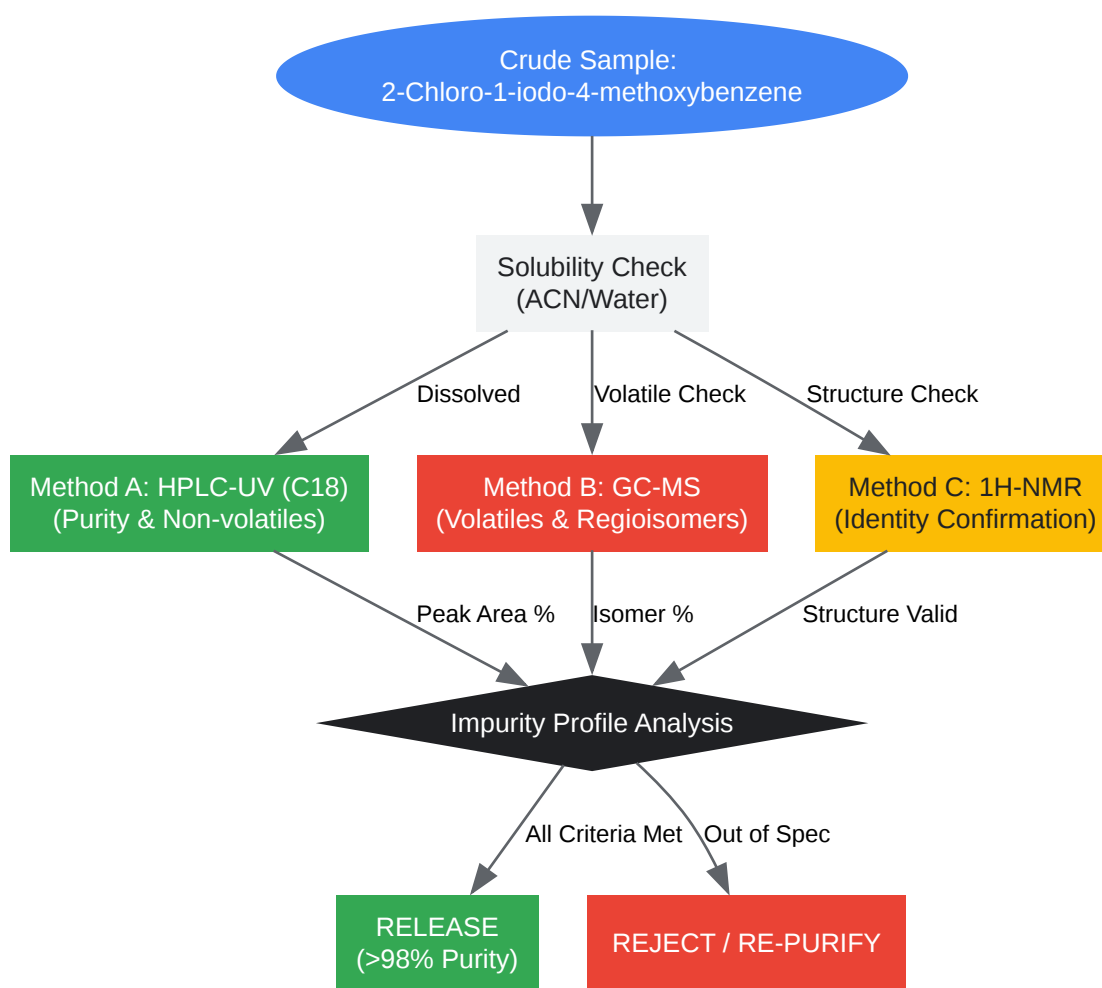 Crude Sample:
2-Chloro-1-iodo-4-methoxybenzene
Solubility Check
(ACN/Water)
Dissolved
Volatile Check
Structure Check
Method A: HPLC-UV (C18)
(Purity & Non-volatiles)
Method B: GC-MS
(Volatiles & Regioisomers)
Method C: 1H-NMR
(Identity Confirmation)
Peak Area %
Isomer %
Structure Valid
Impurity Profile Analysis
All Criteria Met
Out of Spec
RELEASE
(>98% Purity)
REJECT / RE-PURIFY